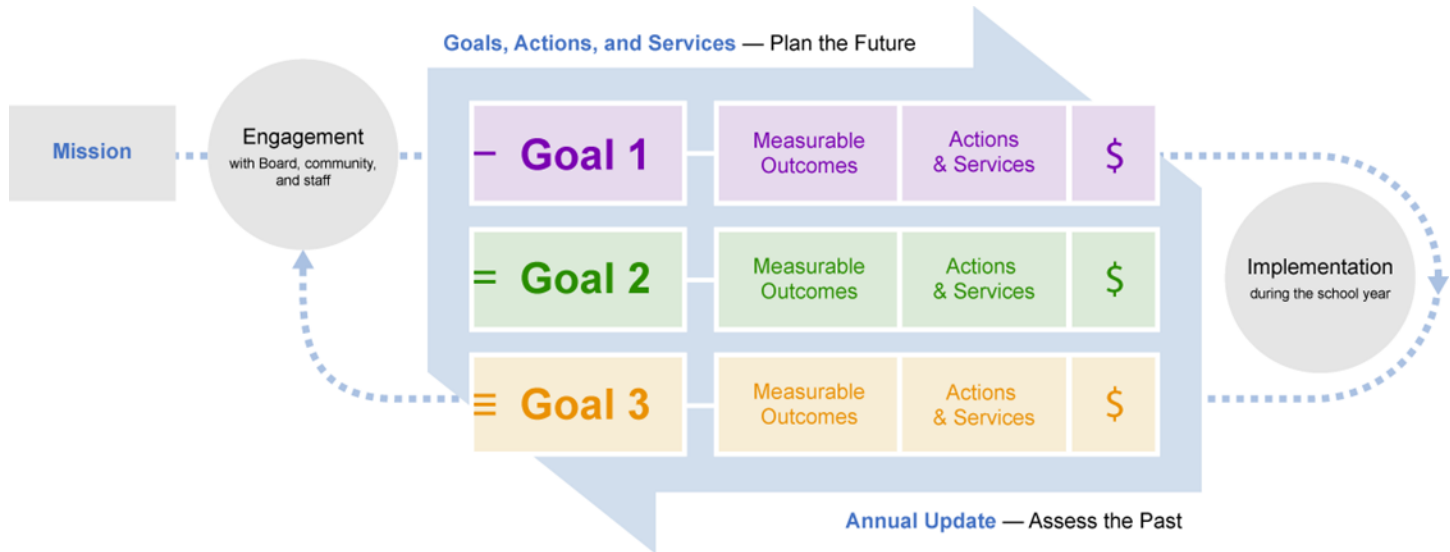 Goals, Actions, and Services — Plan the Future
Mission
Engagement
with Board, community,
and staff
Goal 1
Measurable
Outcomes
Actions
& Services
$
Goal 2
Measurable
Outcomes
Actions
& Services
$
Goal 3
Measurable
Outcomes
Actions
& Services
$
Implementation
during the school year
Annual Update — Assess the Past